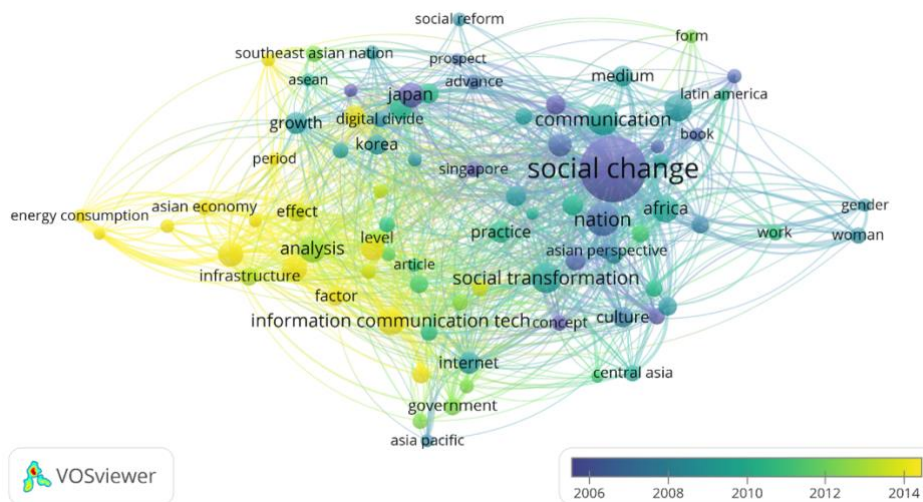 social reform
form
southeast asian nation
prospect
asean
advance
medium
japan
latin america
growth
digital divide
communication
book
korea
period
singapore
social change
energy consumption
asian economy
effect
nation
africa
gender
practice
work
woman
analysis
level
asian perspective
article
infrastructure
social transformation
factor
information communication tech
concept
culture
internet
central asia
government
asia pacific
VOSviewer
2006 2008 2010 2012 2014